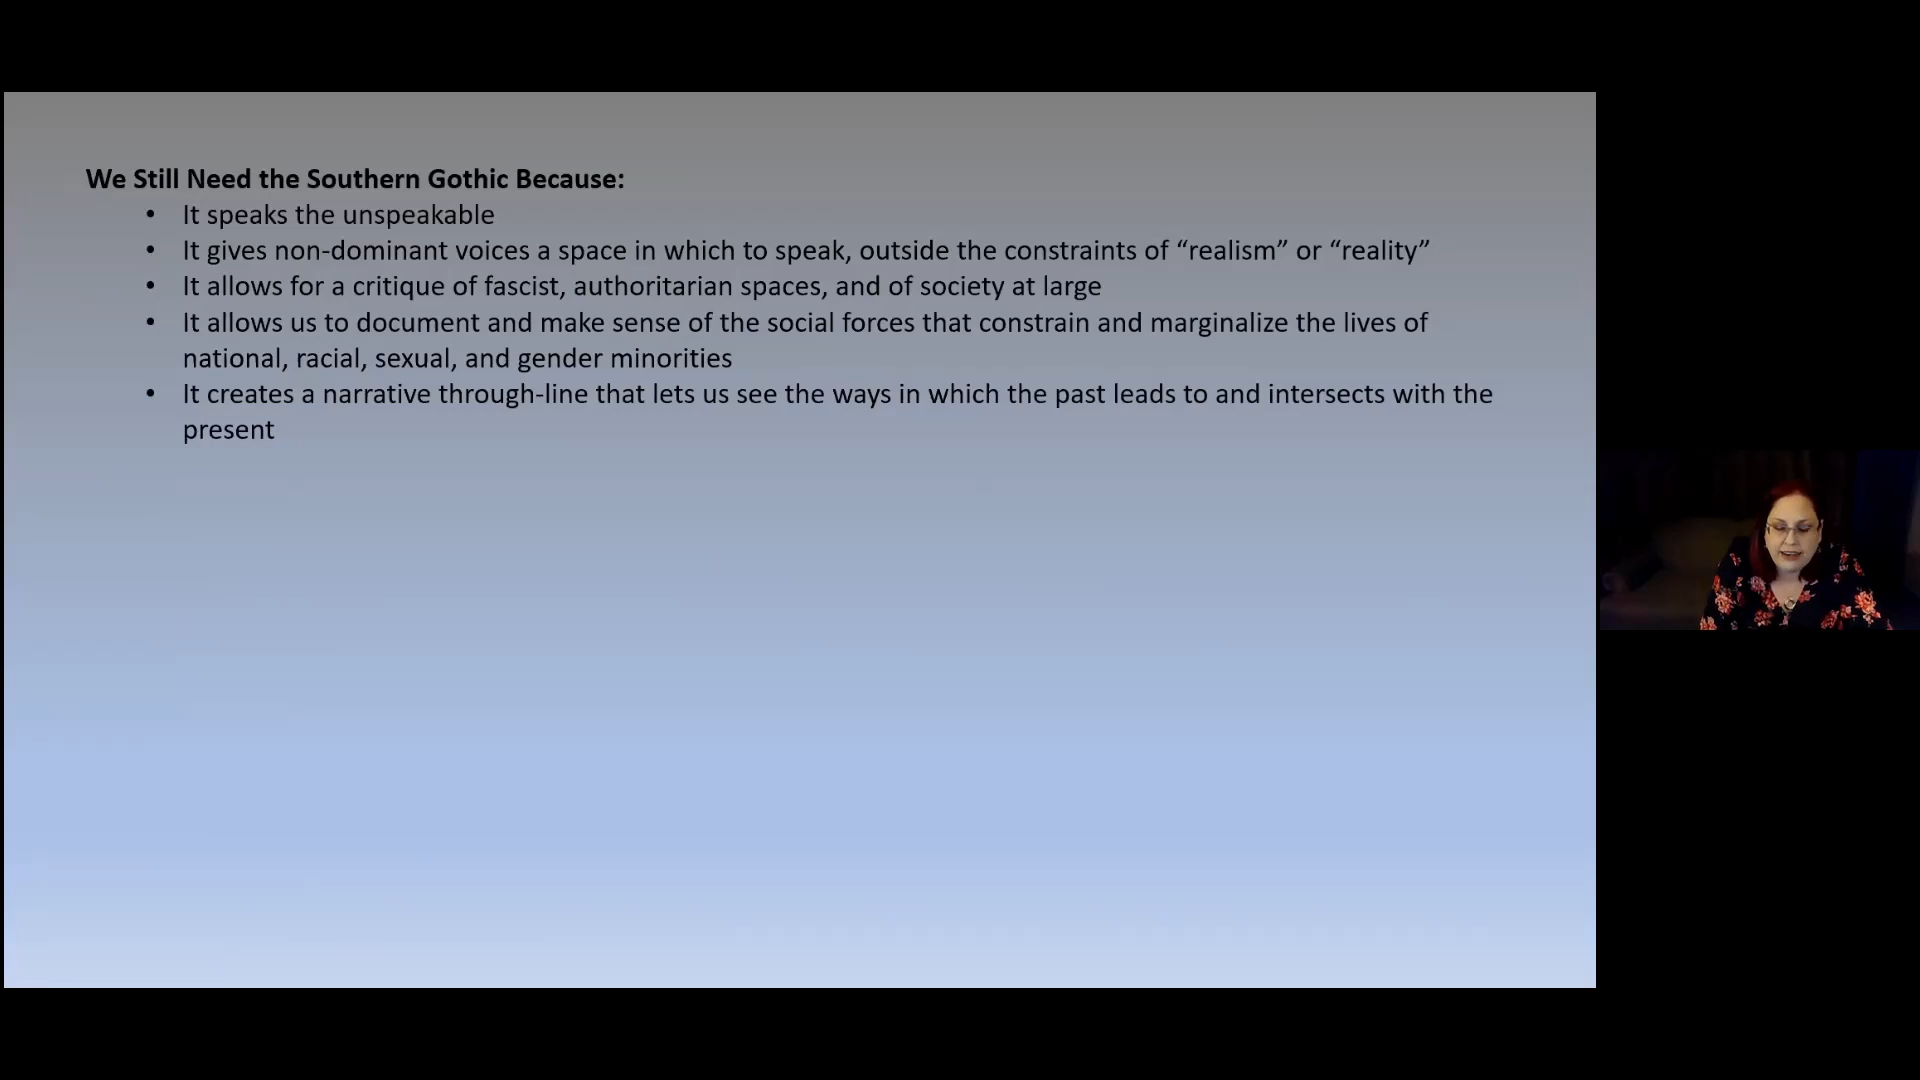 We Still Need the Southern Gothic Because:
• It speaks the unspeakable
• It gives non-dominant voices a space in which to speak, outside the constraints of “realism” or “reality”
• It allows for a critique of fascist, authoritarian spaces, and of society at large
• It allows us to document and make sense of the social forces that constrain and marginalize the lives of
national, racial, sexual, and gender minorities
• It creates a narrative through-line that lets us see the ways in which the past leads to and intersects with the
present